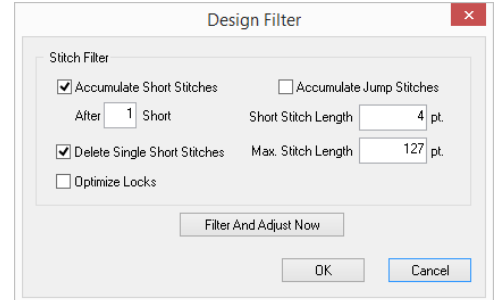 Design Filter
Stitch Filter
Accumulate Short Stitches
Accumulate Jump Stitches
After 1 Short
Short Stitch Length 4 pt.
Delete Single Short Stitches
Max. Stitch Length 127 pt.
Optimize Locks
Filter And Adjust Now
OK
Cancel